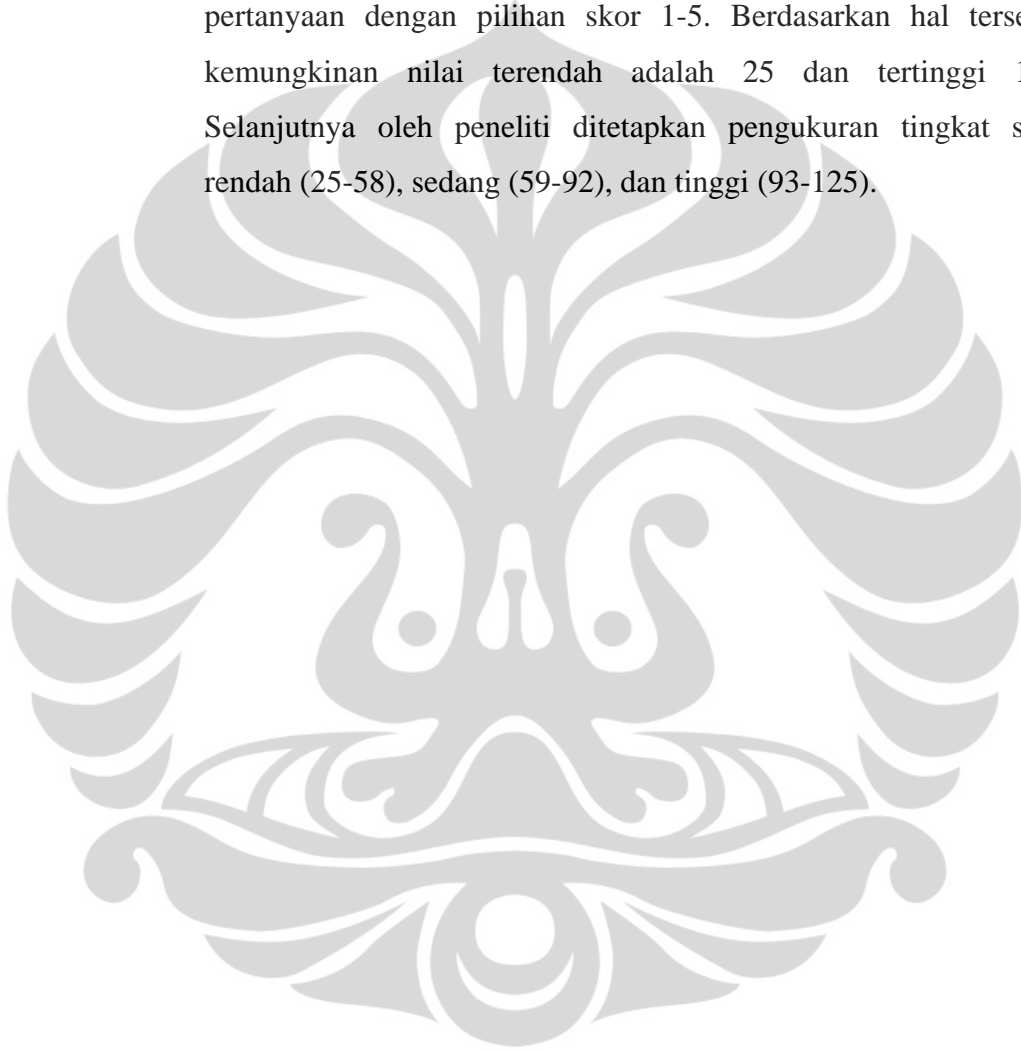 pertanyaan dengan pilihan skor 1-5. Berdasarkan hal
kemungkinan nilai terendah adalah 25 dan tertinggi
Selanjutnya oleh peneliti ditetapkan pengukuran tingkat
rendah (25-58), sedang (59-92), dan tinggi (93-125).